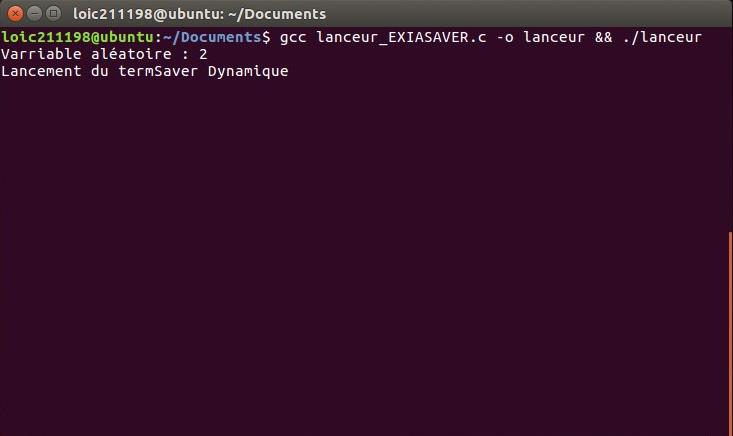 loic211198@ubuntu: ~/Documents
loic211198@ubuntu:~/Documents$ gcc lanceur_EXIASAVER.c -o lanceur && ./lanceur
Varriable aléatoire : 2
Lancement du termSaver Dynamique